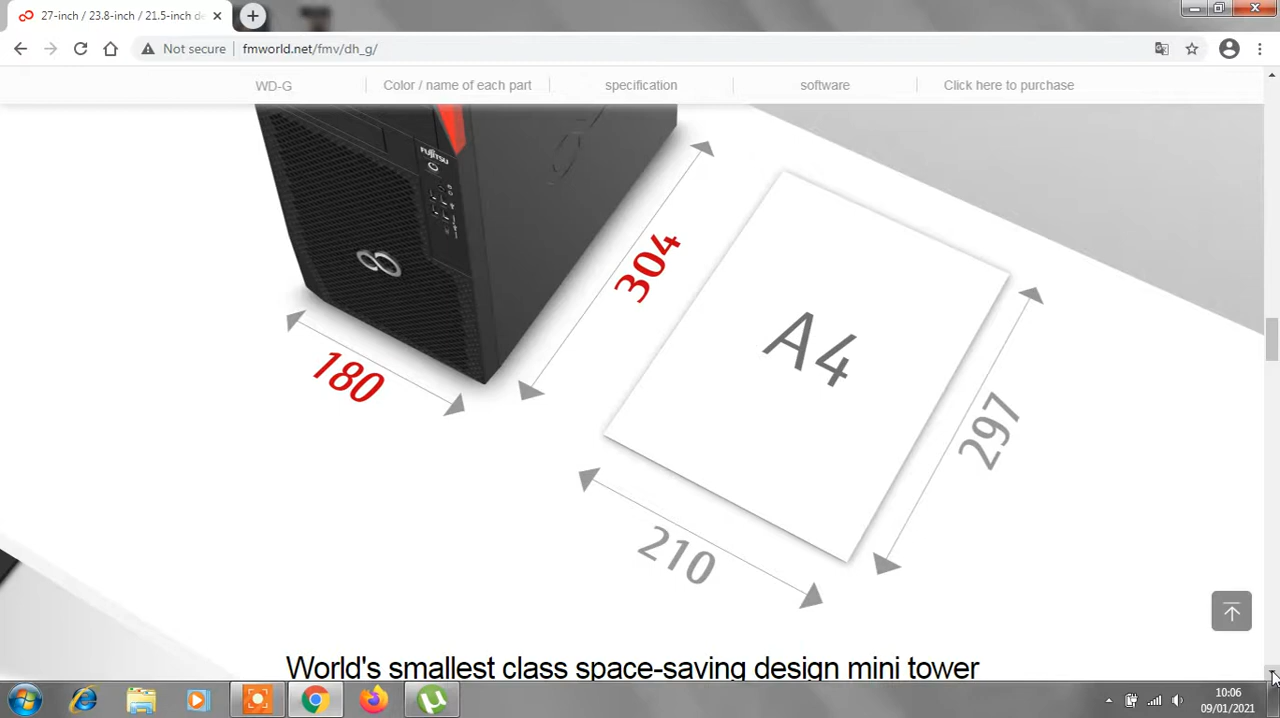 27-inch / 23.8-inch / 21.5-inch de
Not secure
fmworld.net/fmv/dh_g/
WD-G
Color / name of each part
specification
software
Click here to purchase
FUJITSU
304
180
A4
297
210
World's smallest class space-saving design mini tower
10:06
09/01/2021